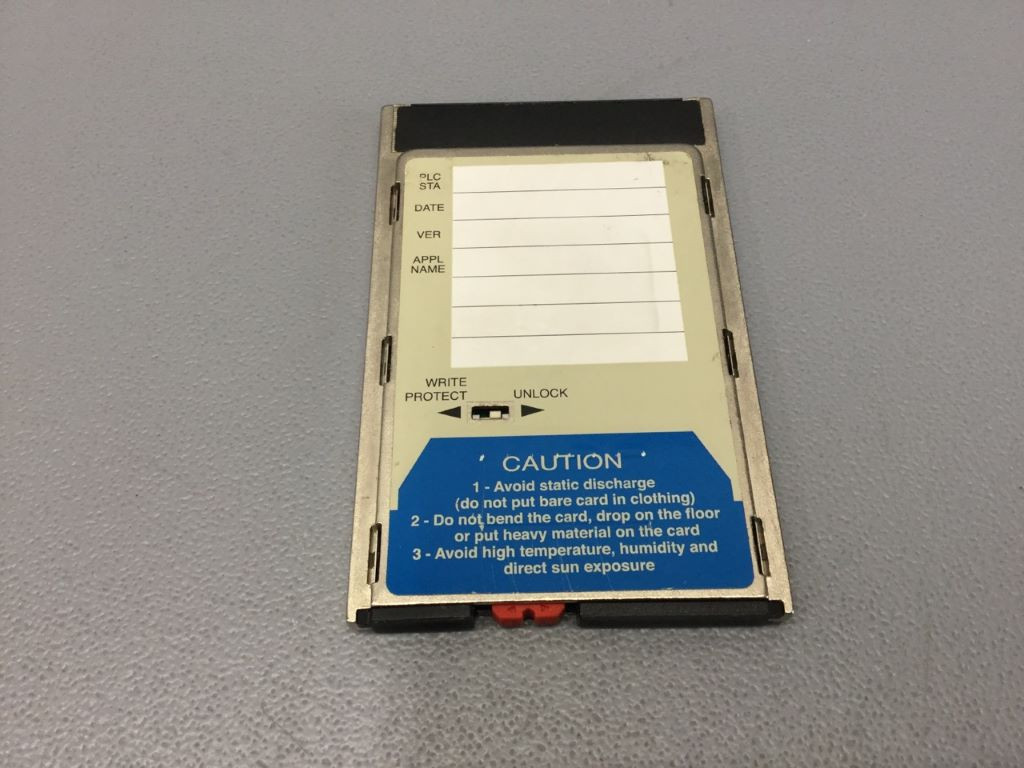 PLC
STA
DATE
VER
APPL
NAME
WRITE
PROTECT
UNLOCK
CAUTION
1 - Avoid static discharge
(do not put bare card in clothing)
2 - Do not bend the card, drop on the floor
or put heavy material on the card
3 - Avoid high temperature, humidity and
direct sun exposure